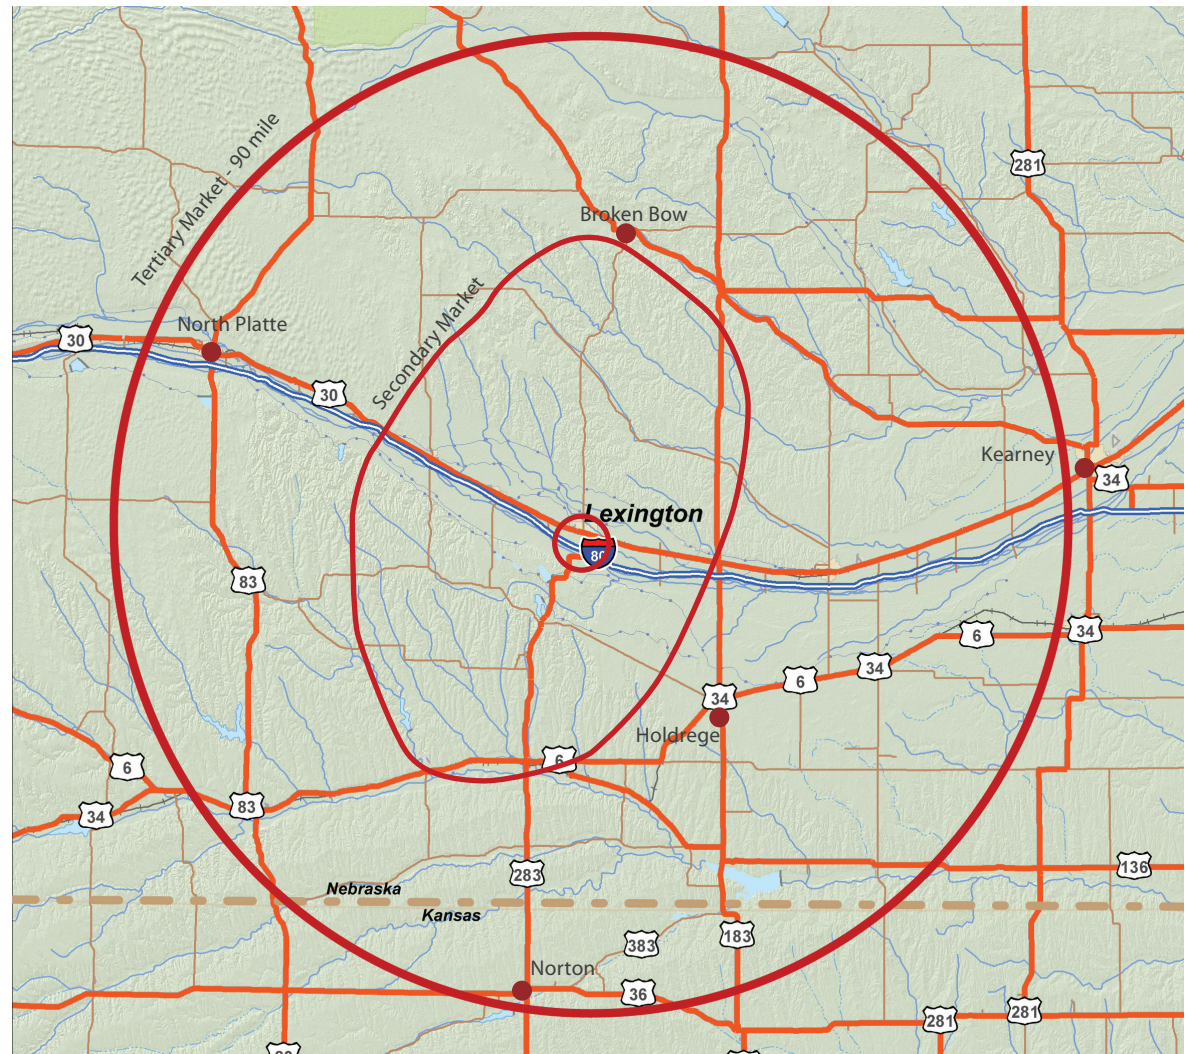 281
Tertiary Market - 90 mile
Broken Bow
North Platte
30
Secondary Market
30
Kearney
34
Lexington
80
83
6
34
34
6
34
6
Holdrege
6
6
34
83
136
283
Nebraska
Kansas
183
383
Norton
36
281
281